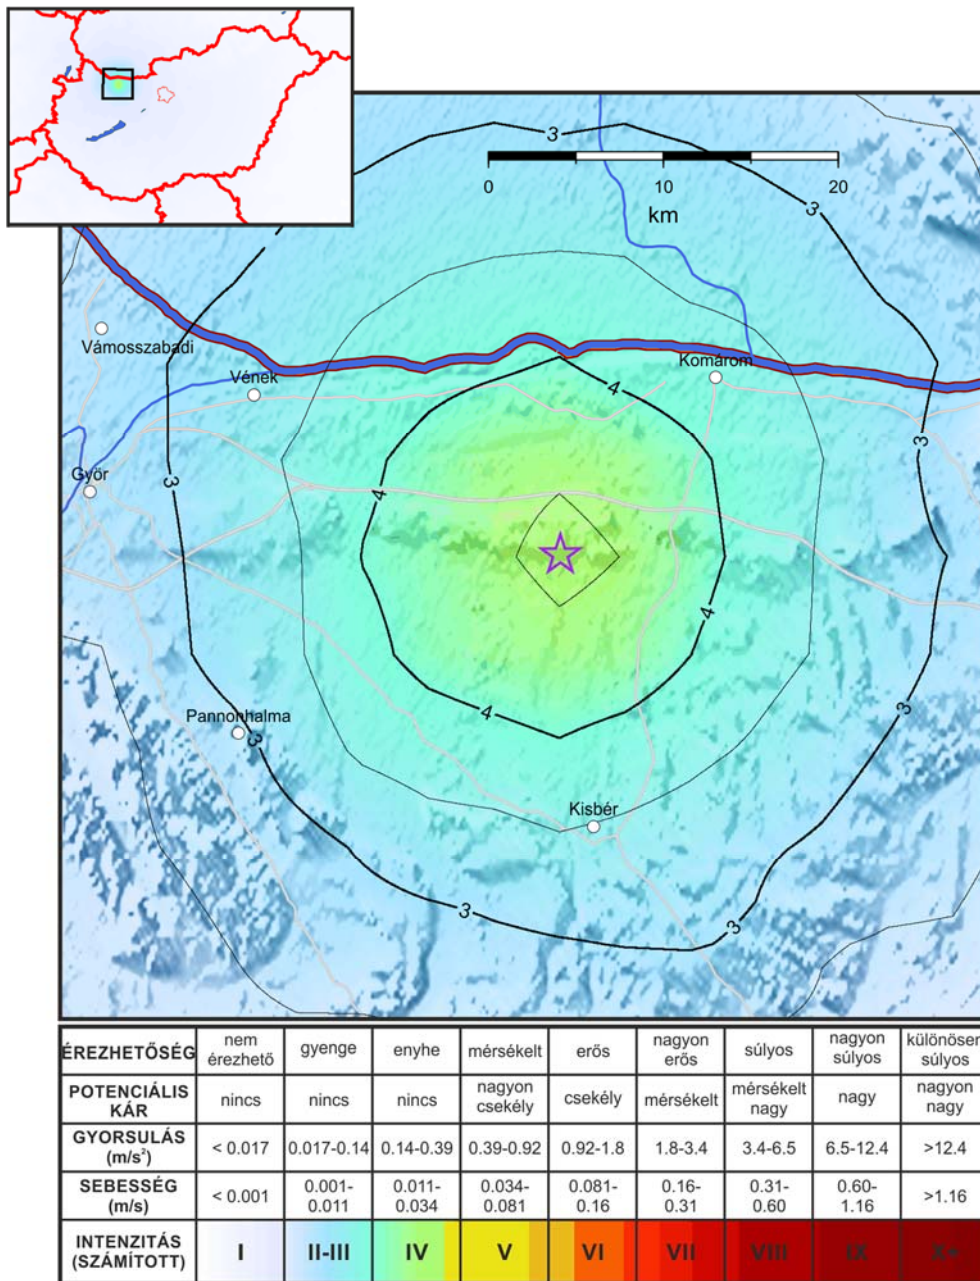 3
0
10
20
km
3
Vámosszabadi
Komárom
Vének
4
3
Győr
4
3
4
Pannonhalma
3
4
3
Kisbér
3
3
ÉREZHETŐSÉG nem érezhető gyenge enyhe mérsékelt erős nagyon erős súlyos nagyon súlyos különösen súlyos
POTENCIÁLIS KÁR nincs nincs nincs nagyon csekély csekély mérsékelt mérsékelt nagy nagy nagyon nagy
GYORSULÁS (m/s²) < 0.017 0.017-0.14 0.14-0.39 0.39-0.92 0.92-1.8 1.8-3.4 3.4-6.5 6.5-12.4 >12.4
SEBESSÉG (m/s) < 0.001 0.001-0.011 0.011-0.034 0.034-0.081 0.081-0.16 0.16-0.31 0.31-0.60 0.60-1.16 >1.16
INTENZITÁS (SZÁMÍTOTT) I II-III IV V VI VII VIII IX X+